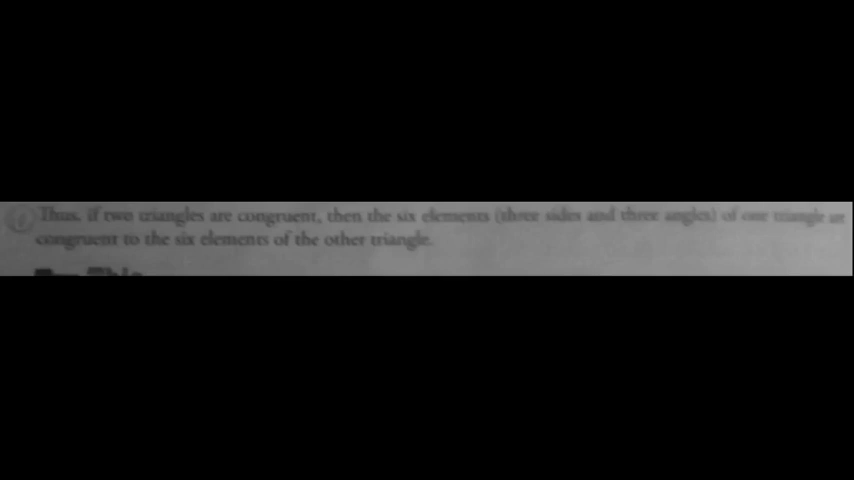 Thus, if two triangles are congruent, then the six elements (three sides and three angles) of one triangle are
congruent to the six elements of the other triangle.